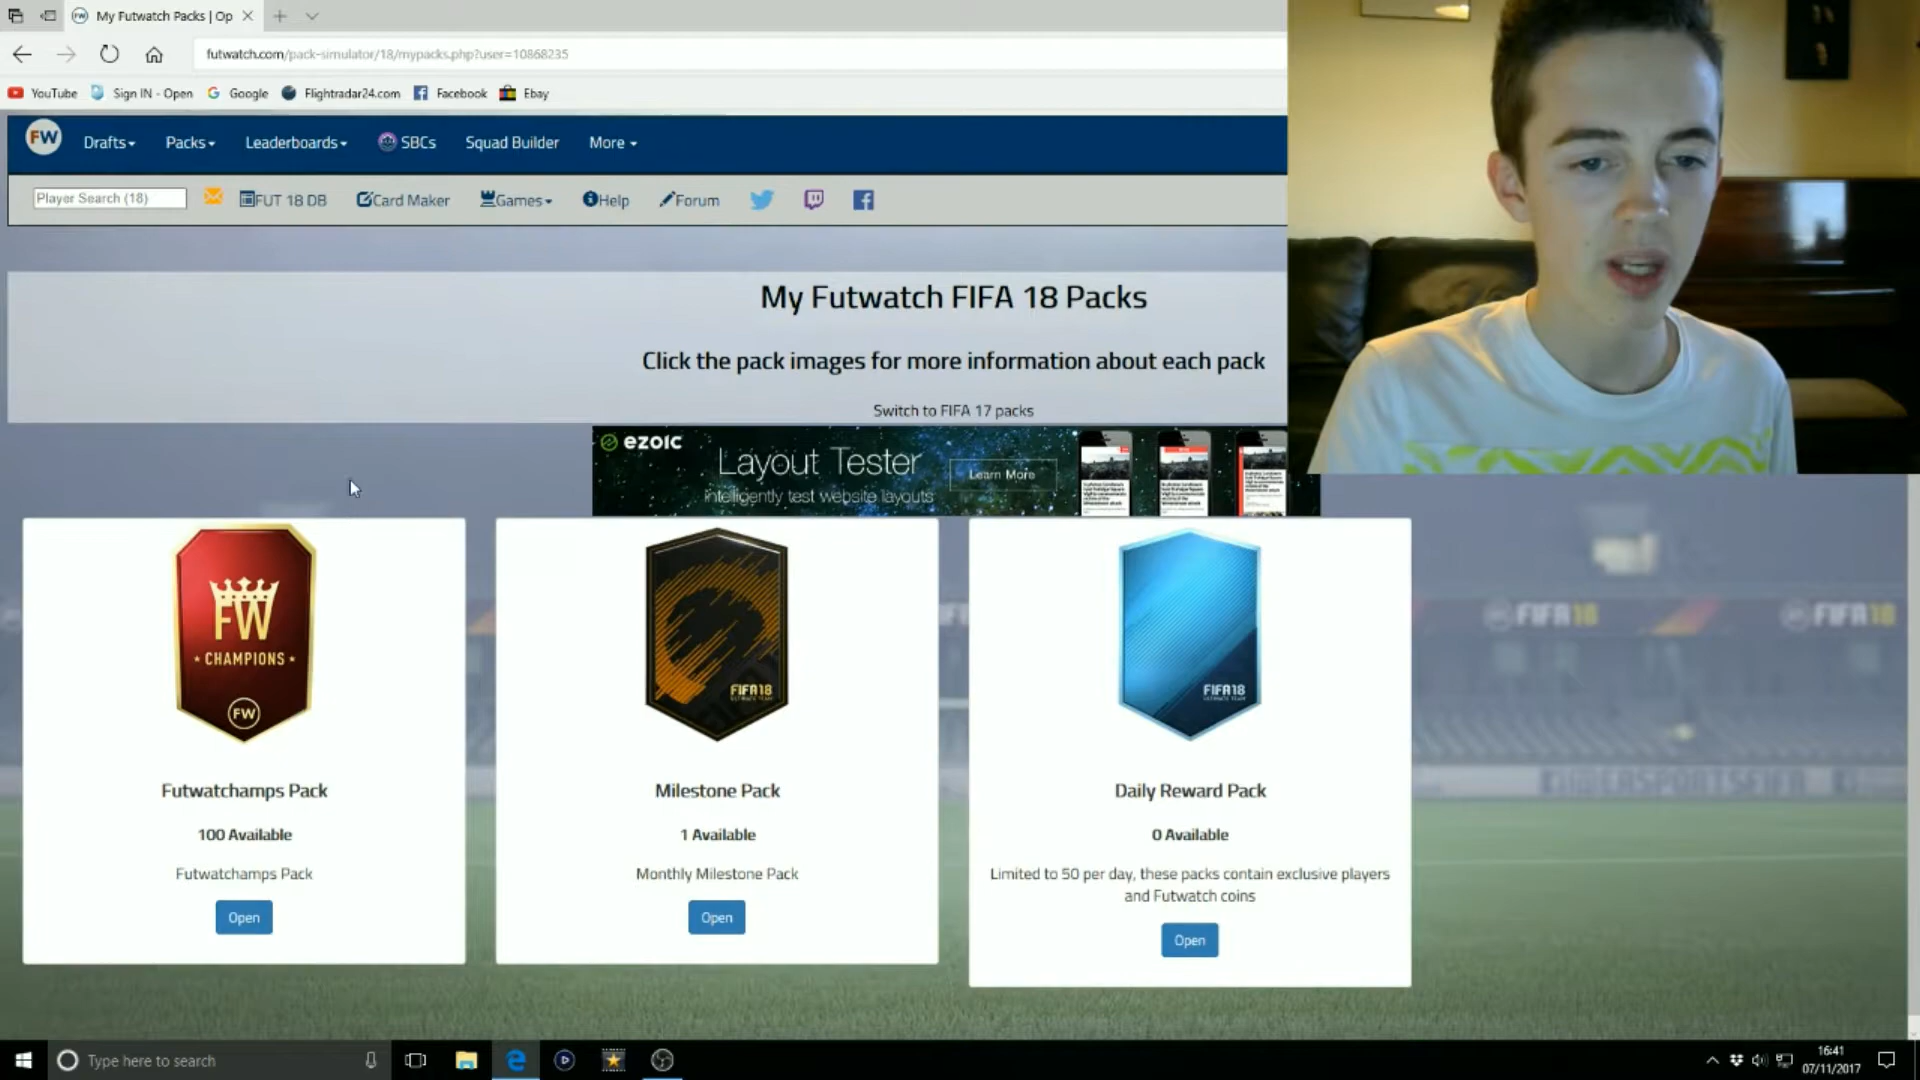 My Futwatch Packs | Op
futwatch.com/pack-simulator/18/mypacks.php?user=10868235
YouTube Sign IN - Open Google Flightradar24.com Facebook Ebay
FW Drafts Packs Leaderboards SBCs Squad Builder More
Player Search (18) FUT 18 DB Card Maker Games Help Forum
My Futwatch FIFA 18 Packs
Click the pack images for more information about each pack
Switch to FIFA 17 packs
ezoic Layout Tester Learn More
Intelligently test website layouts
FW
CHAMPIONS
FW
FIFA18
ULTIMATE TEAM
FIFA18
ULTIMATE TEAM
FIFA18 FIFA18
Futwatchamps Pack
100 Available
Futwatchamps Pack
Open
Milestone Pack
1 Available
Monthly Milestone Pack
Open
Daily Reward Pack
0 Available
Limited to 50 per day, these packs contain exclusive players
and Futwatch coins
Open
Type here to search
16:41
07/11/2017